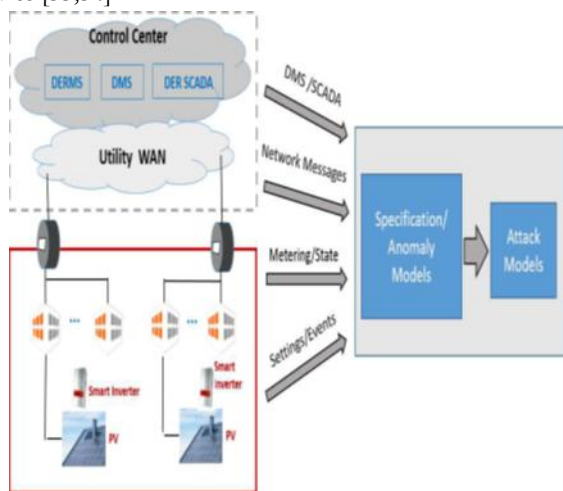 Control Center
DERMS
DMS
DER SCADA
Utility WAN
DMS /SCADA
Network Messages
Metering/State
Settings/Events
Specification/
Anomaly
Models
Attack
Models
Smart Inverter
PV
Smart
Inverter
PV